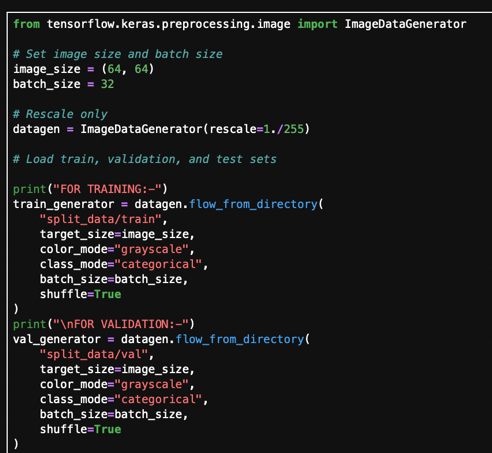 from tensorflow.keras.preprocessing.image import ImageDataGenerator
# Set image size and batch size
image_size = (64, 64)
batch_size = 32
# Rescale only
datagen = ImageDataGenerator(rescale=1./255)
# Load train, validation, and test sets
print("FOR TRAINING:-")
train_generator = datagen.flow_from_directory(
    "split_data/train",
    target_size=image_size,
    color_mode="grayscale",
    class_mode="categorical",
    batch_size=batch_size,
    shuffle=True
)
print("\nFOR VALIDATION:-")
val_generator = datagen.flow_from_directory(
    "split_data/val",
    target_size=image_size,
    color_mode="grayscale",
    class_mode="categorical",
    batch_size=batch_size,
    shuffle=True
)